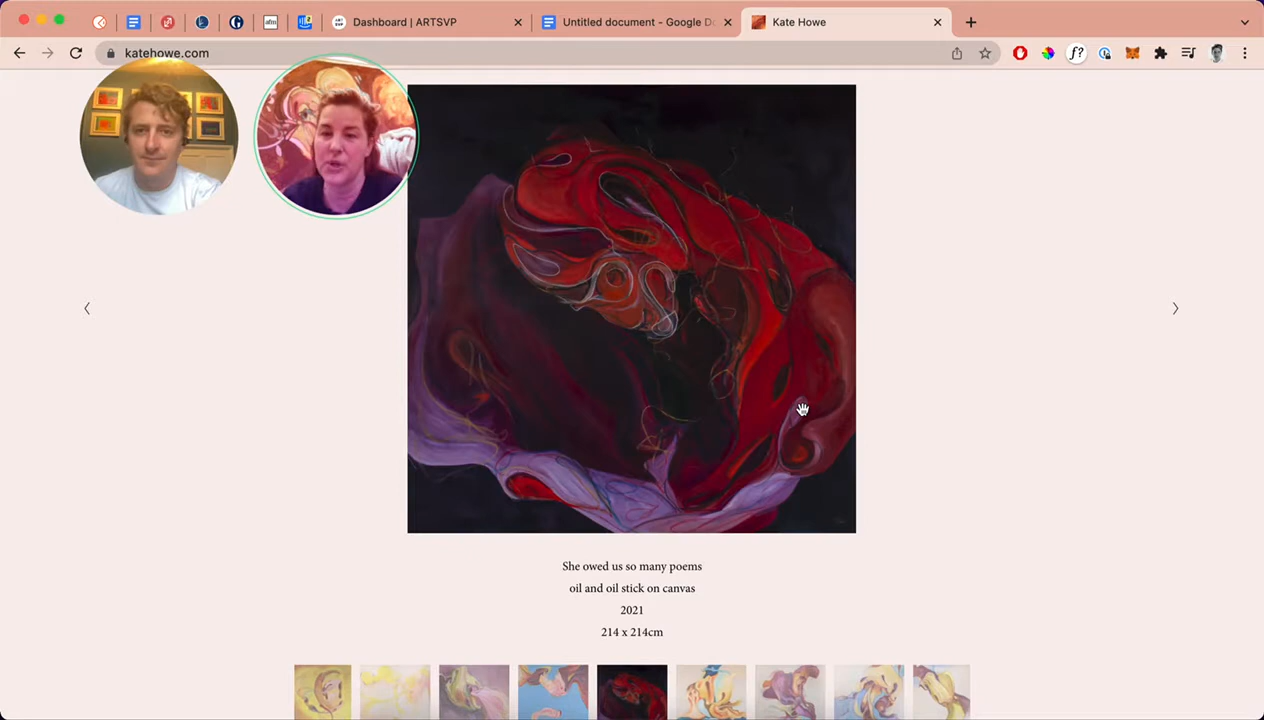 Dashboard | ARTSVP
Untitled document - Google Do
Kate Howe
katehowe.com
She owed us so many poems
oil and oil stick on canvas
2021
214 x 214cm